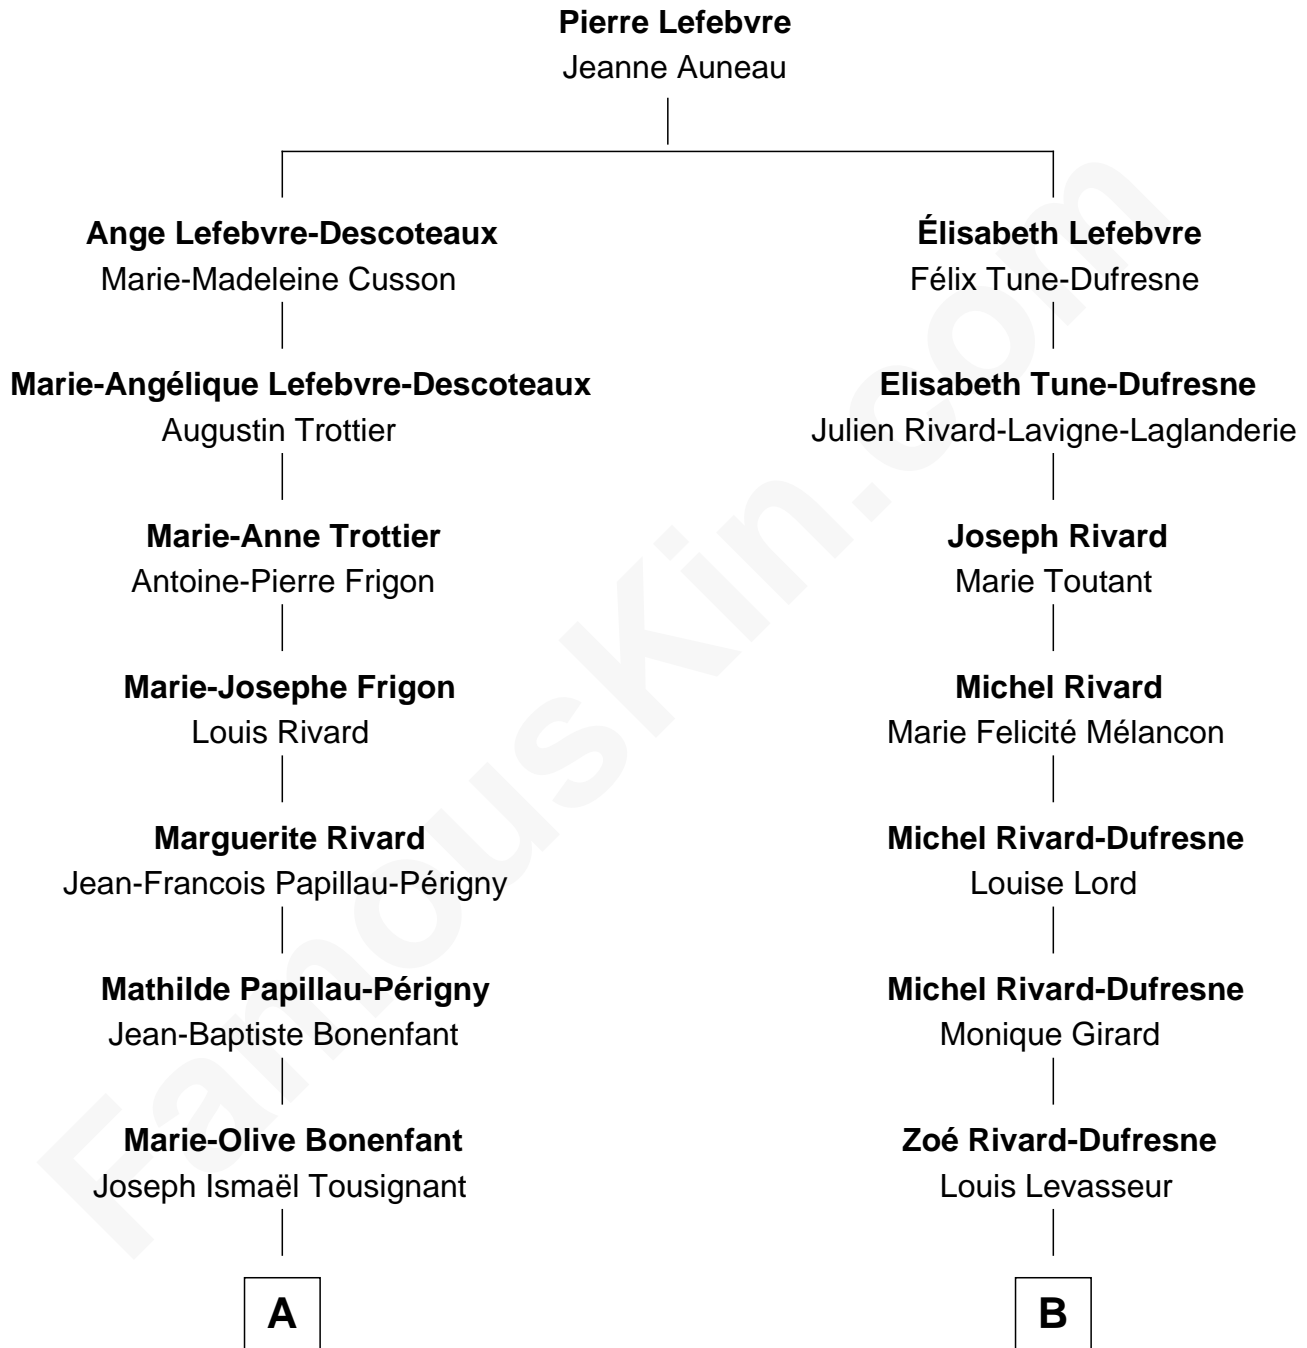 Pierre Lefebvre
Jeanne Auneau
Ange Lefebvre-Descoteaux
Marie-Madeleine Cusson
Marie-Angélique Lefebvre-Descoteaux
Augustin Trottier
Marie-Anne Trottier
Antoine-Pierre Frigon
Marie-Josephe Frigon
Louis Rivard
Marguerite Rivard
Jean-Francois Papillau-Périgny
Mathilde Papillau-Périgny
Jean-Baptiste Bonenfant
Marie-Olive Bonenfant
Joseph Ismaël Tousignant
A
Élisabeth Lefebvre
Félix Tune-Dufresne
Elisabeth Tune-Dufresne
Julien Rivard-Lavigne-Laglanderie
Joseph Rivard
Marie Toutant
Michel Rivard
Marie Felicité Mélancon
Michel Rivard-Dufresne
Louise Lord
Michel Rivard-Dufresne
Monique Girard
Zoé Rivard-Dufresne
Louis Levasseur
B
FamousKin.com